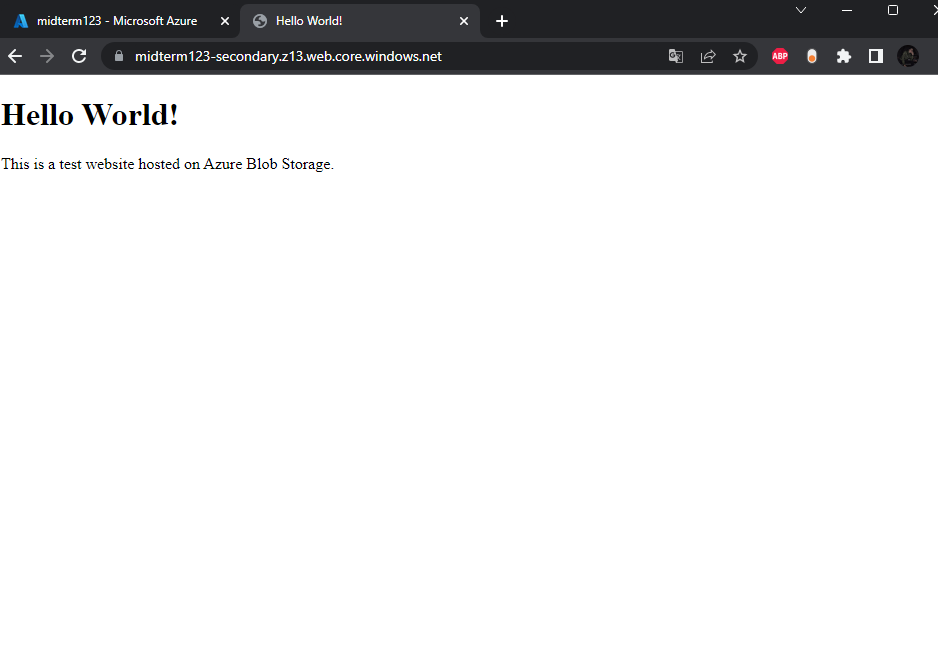 midterm123 - Microsoft Azure
Hello World!
midterm123-secondary.z13.web.core.windows.net
ABP
Hello World!
This is a test website hosted on Azure Blob Storage.